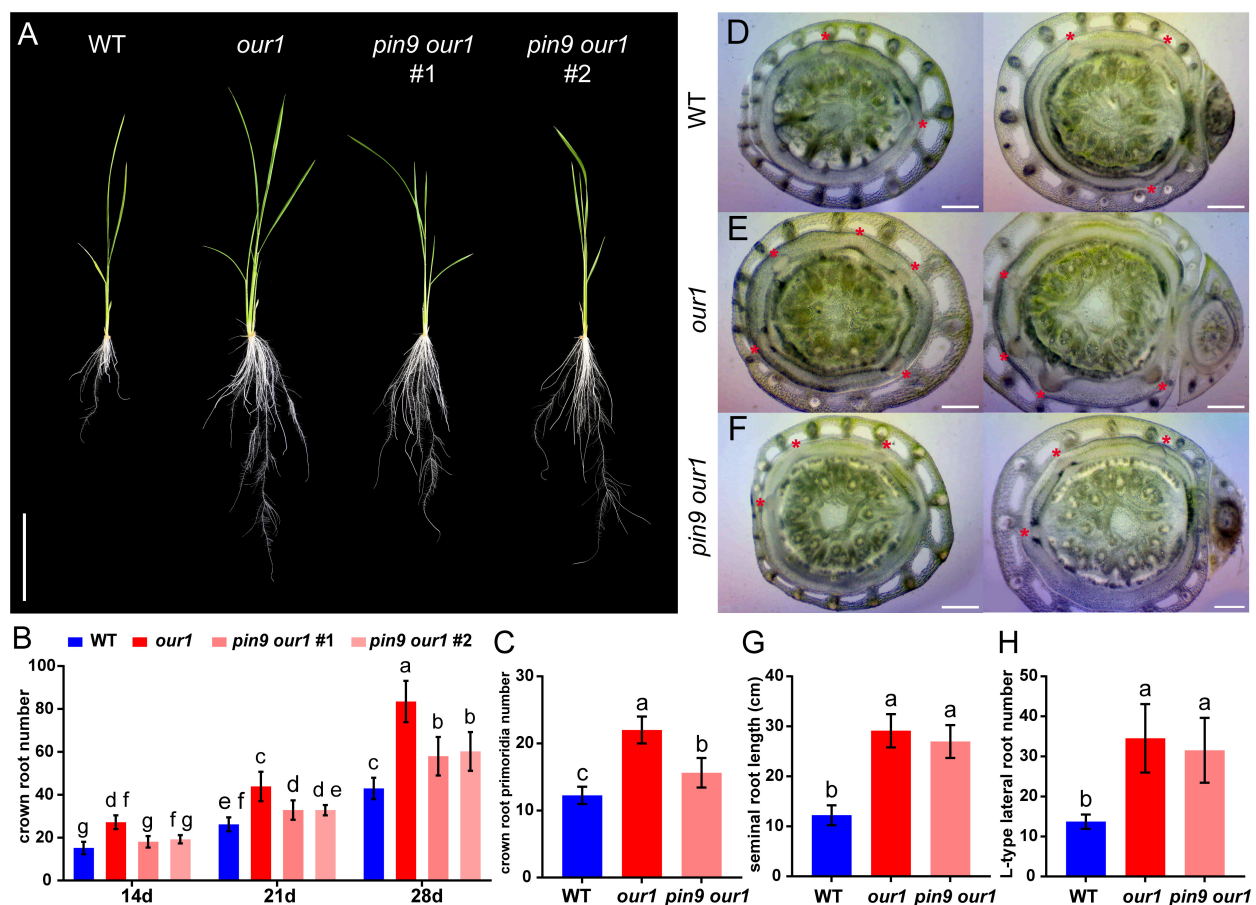 A
WT
our1
pin9 our1
#1
pin9 our1
#2
D
WT
E
our1
F
pin9 our1
B
WT
our1
pin9 our1 #1
pin9 our1 #2
crown root number
100
80
60
40
20
0
g
d f
g
f g
e f
c
d
d e
c
a
b
b
14d
21d
28d
C
crown root primoridia number
30
20
10
0
c
a
b
WT
our1
pin9 our1
G
seminal root length (cm)
40
30
20
10
0
b
a
a
WT
our1
pin9 our1
H
L-type lateral root number
50
40
30
20
10
0
b
a
a
WT
our1
pin9 our1